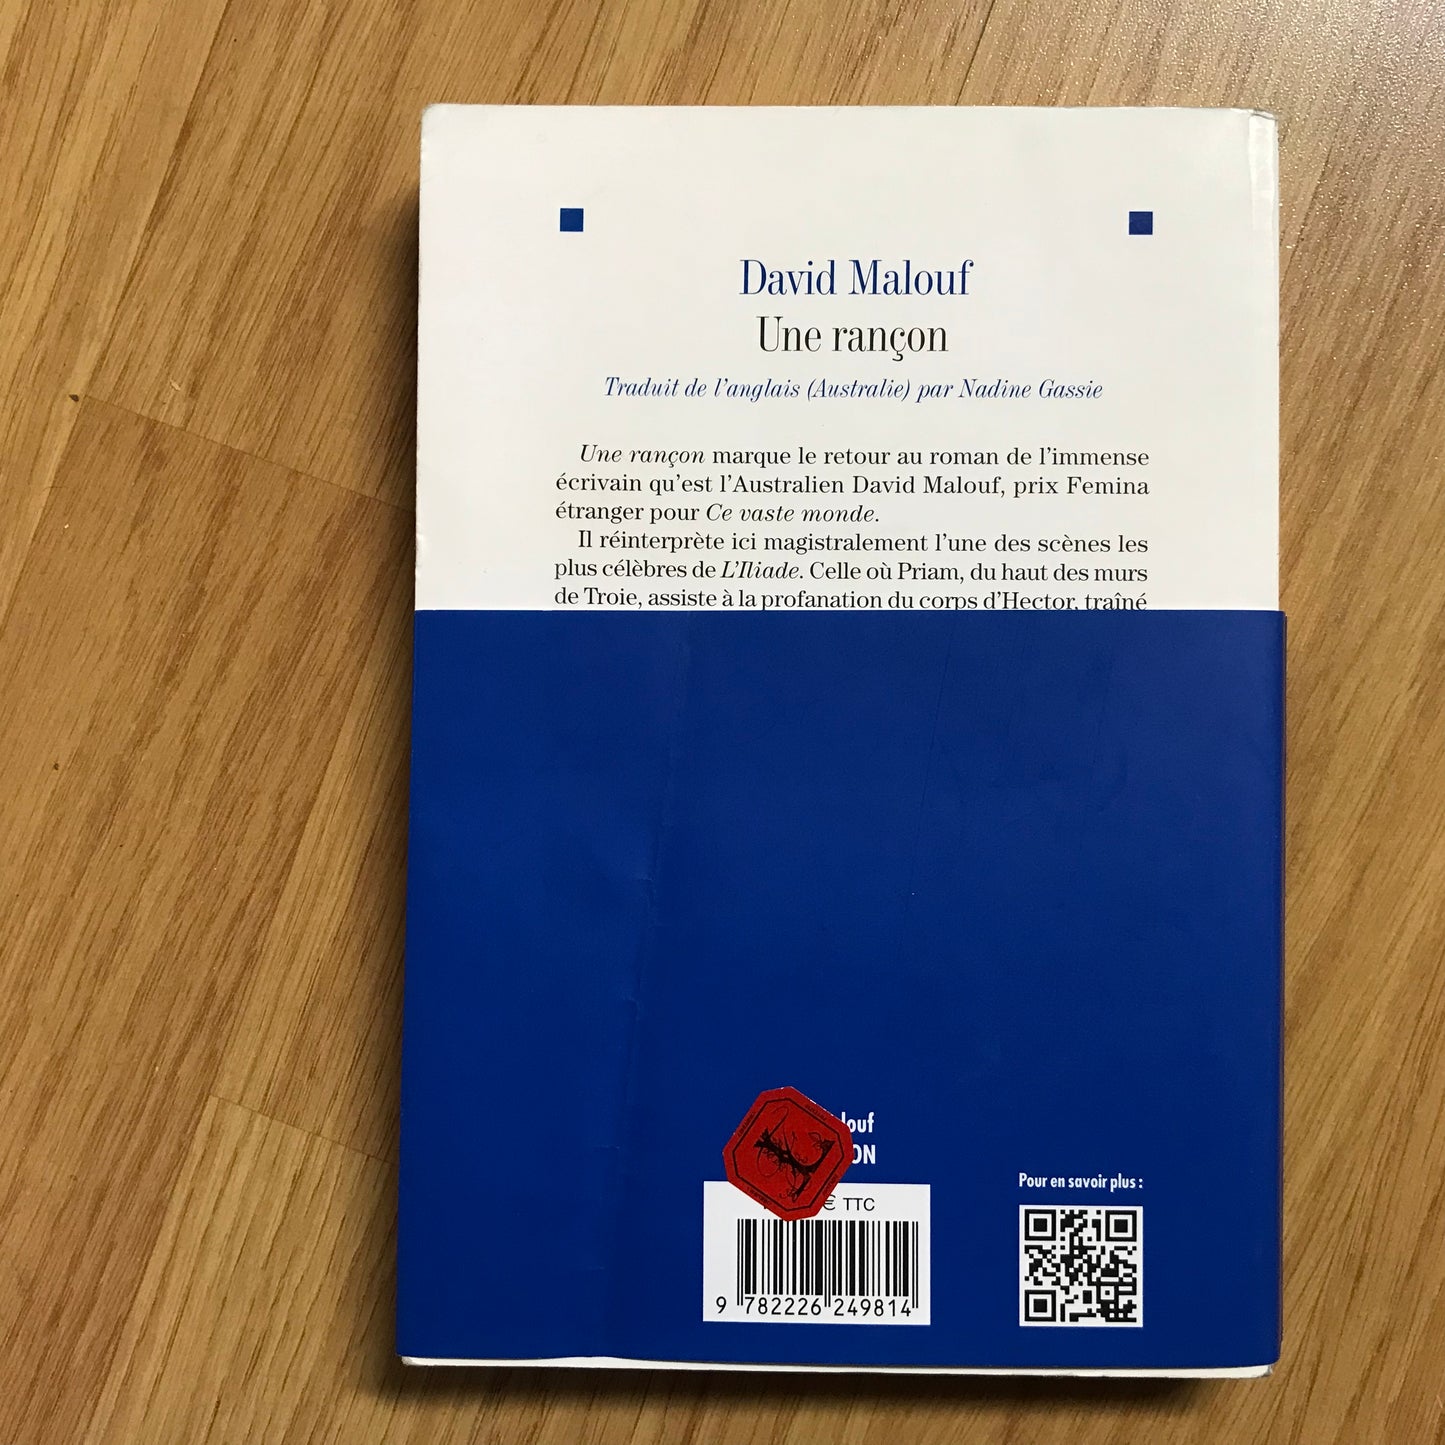 David Malouf
Une rançon
Traduit de l'anglais (Australie) par Nadine Gassie
Une rançon marque le retour au roman de l'immense
écrivain qu'est l'Australien David Malouf, prix Femina
étranger pour Ce vaste monde.
Il réinterprète ici magistralement l'une des scènes les
plus célèbres de L'Iliade. Celle où Priam, du haut des murs
de Troie, assiste à la profanation du corps d'Hector, traîné
louf
ON
€ TTC
9 782226 249814
Pour en savoir plus :